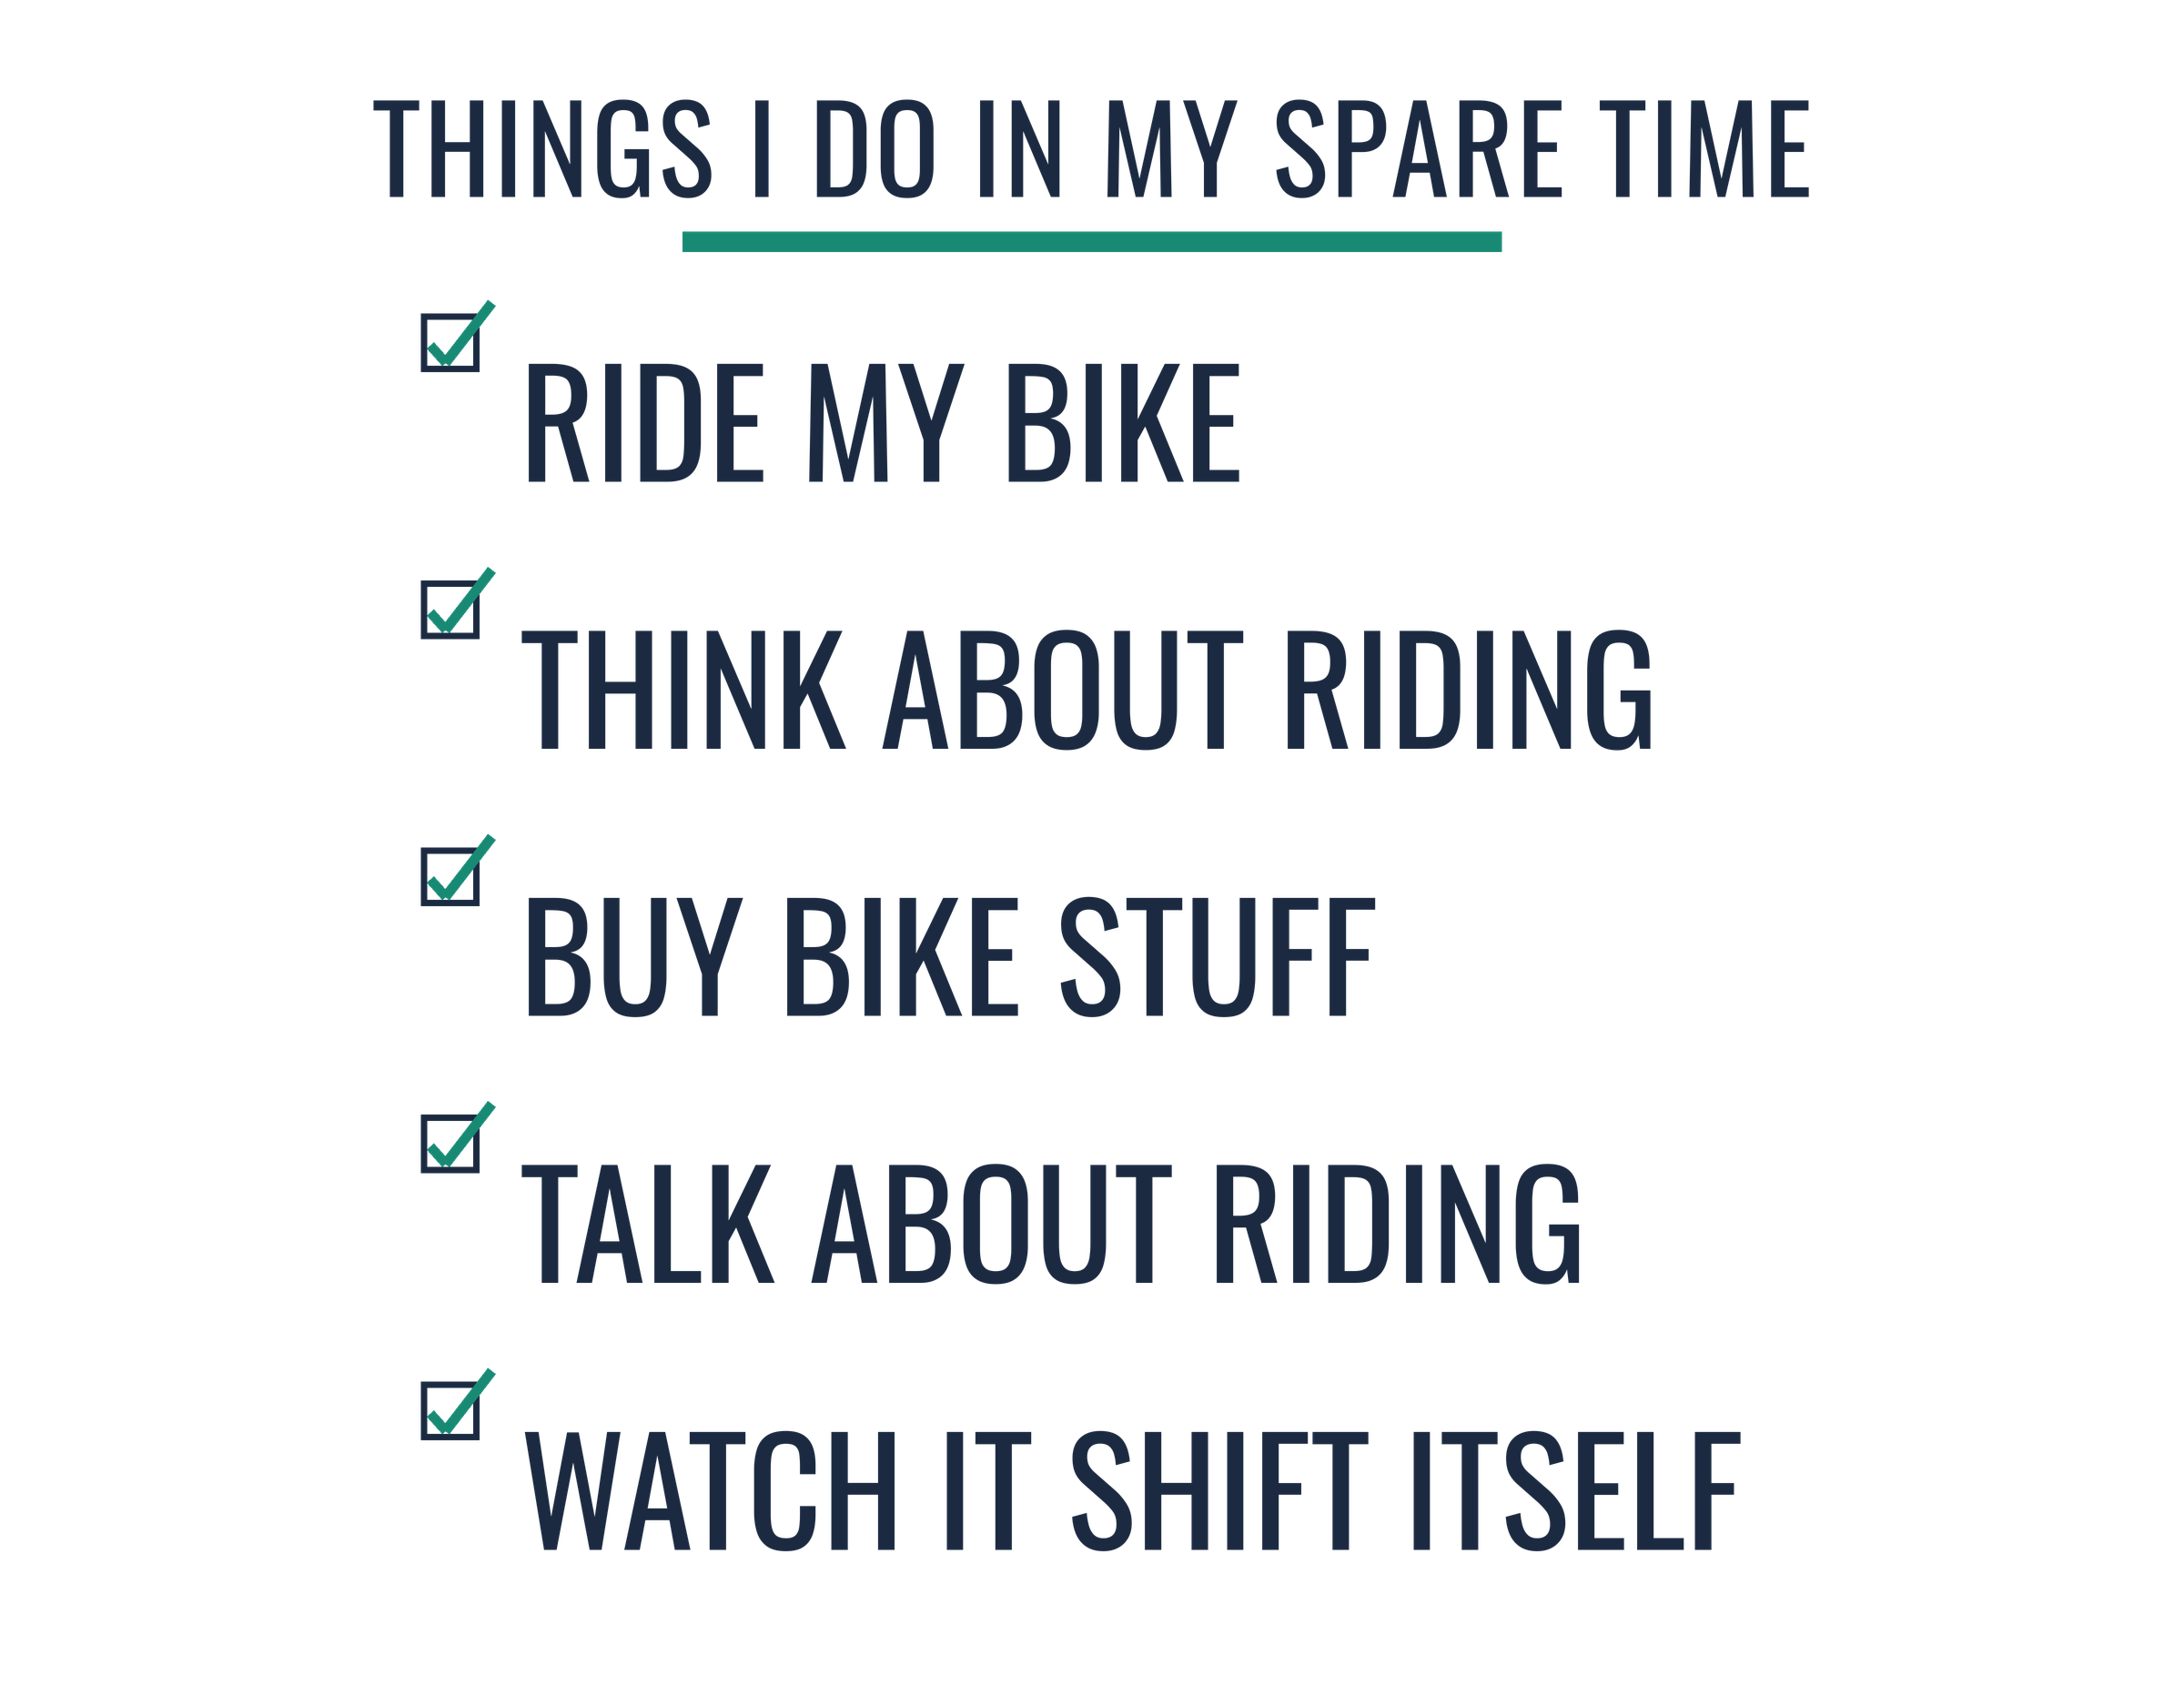 THINGS I DO IN MY SPARE TIME
RIDE MY BIKE
THINK ABOUT RIDING
BUY BIKE STUFF
TALK ABOUT RIDING
WATCH IT SHIFT ITSELF